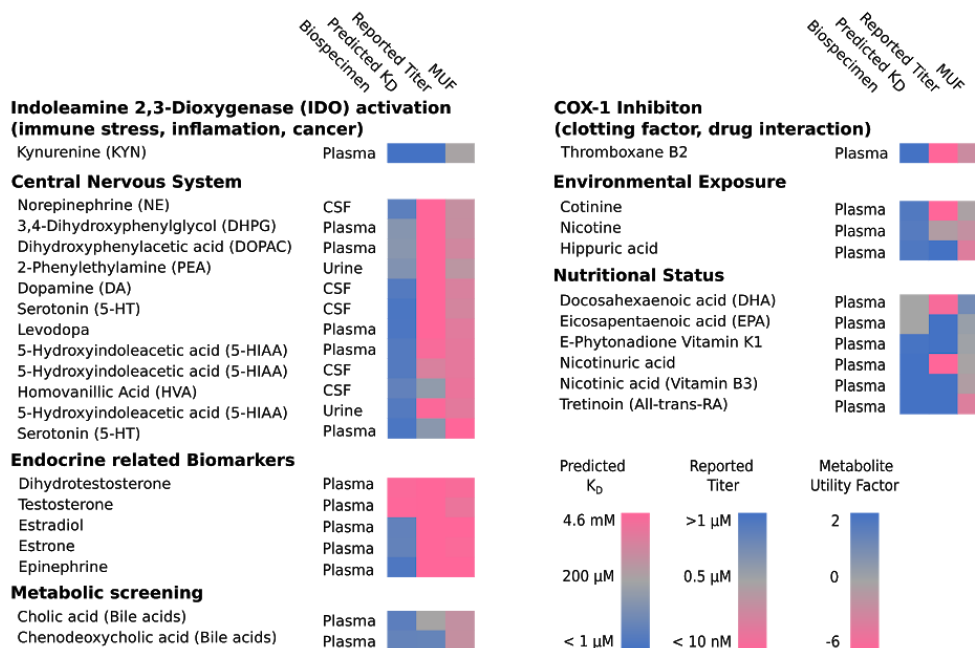 Biospecimen
Predicted KD
Reported Titer
MUF
Indoleamine 2,3-Dioxygenase (IDO) activation
(immune stress, inflamation, cancer)
Kynurenine (KYN) Plasma
Central Nervous System
Norepinephrine (NE) CSF
3,4-Dihydroxyphenylglycol (DHPG) Plasma
Dihydroxyphenylacetic acid (DOPAC) Plasma
2-Phenylethylamine (PEA) Urine
Dopamine (DA) CSF
Serotonin (5-HT) CSF
Levodopa Plasma
5-Hydroxyindoleacetic acid (5-HIAA) Plasma
5-Hydroxyindoleacetic acid (5-HIAA) CSF
Homovanillic Acid (HVA) CSF
5-Hydroxyindoleacetic acid (5-HIAA) Urine
Serotonin (5-HT) Plasma
Endocrine related Biomarkers
Dihydrotestosterone Plasma
Testosterone Plasma
Estradiol Plasma
Estrone Plasma
Epinephrine Plasma
Metabolic screening
Cholic acid (Bile acids) Plasma
Chenodeoxycholic acid (Bile acids) Plasma
Biospecimen
Predicted KD
Reported Titer
MUF
COX-1 Inhibiton
(clotting factor, drug interaction)
Thromboxane B2 Plasma
Environmental Exposure
Cotinine Plasma
Nicotine Plasma
Hippuric acid Plasma
Nutritional Status
Docosahexaenoic acid (DHA) Plasma
Eicosapentaenoic acid (EPA) Plasma
E-Phytonadione Vitamin K1 Plasma
Nicotinuric acid Plasma
Nicotinic acid (Vitamin B3) Plasma
Tretinoin (All-trans-RA) Plasma
Predicted
KD
4.6 mM
200 µM
< 1 µM
Reported
Titer
>1 µM
0.5 µM
< 10 nM
Metabolite
Utility Factor
2
0
-6